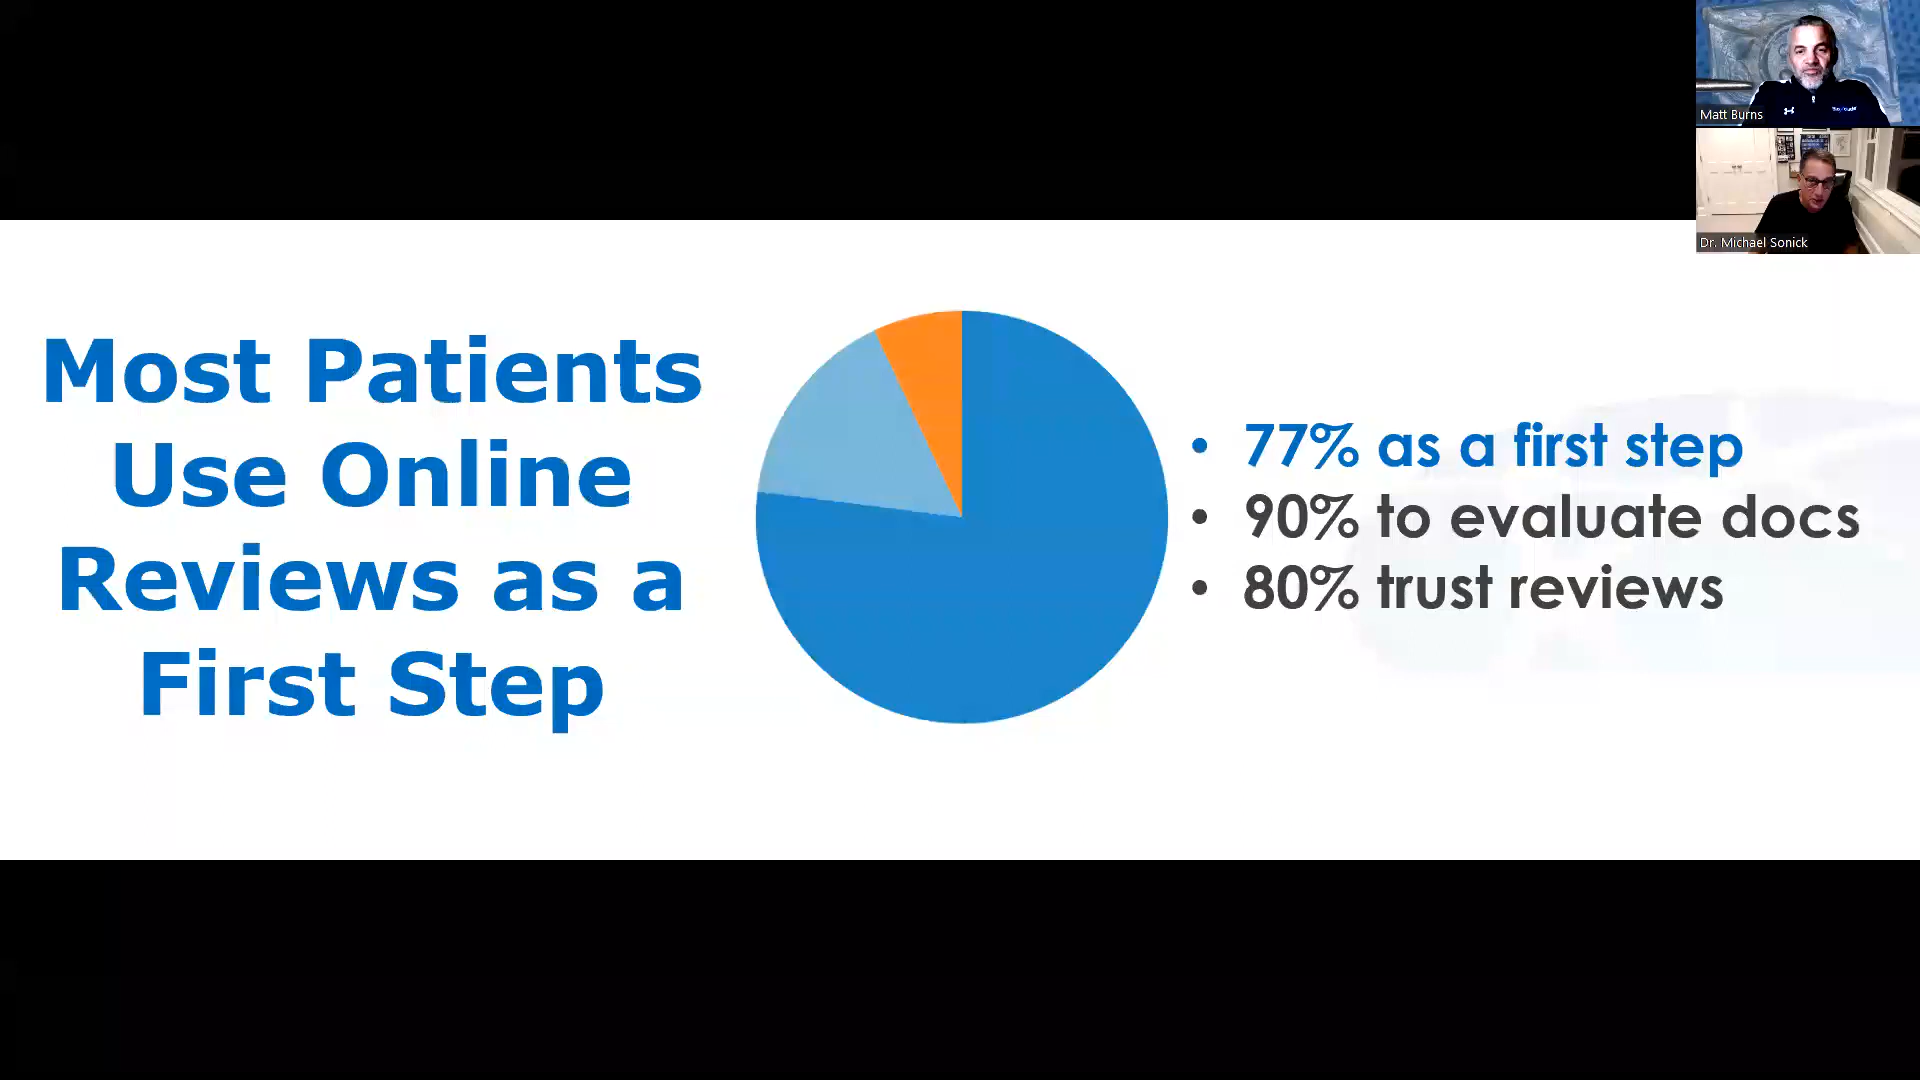 Matt Burns
Dr. Michael Sonick
Most Patients
Use Online
Reviews as a
First Step
• 77% as a first step
• 90% to evaluate docs
• 80% trust reviews